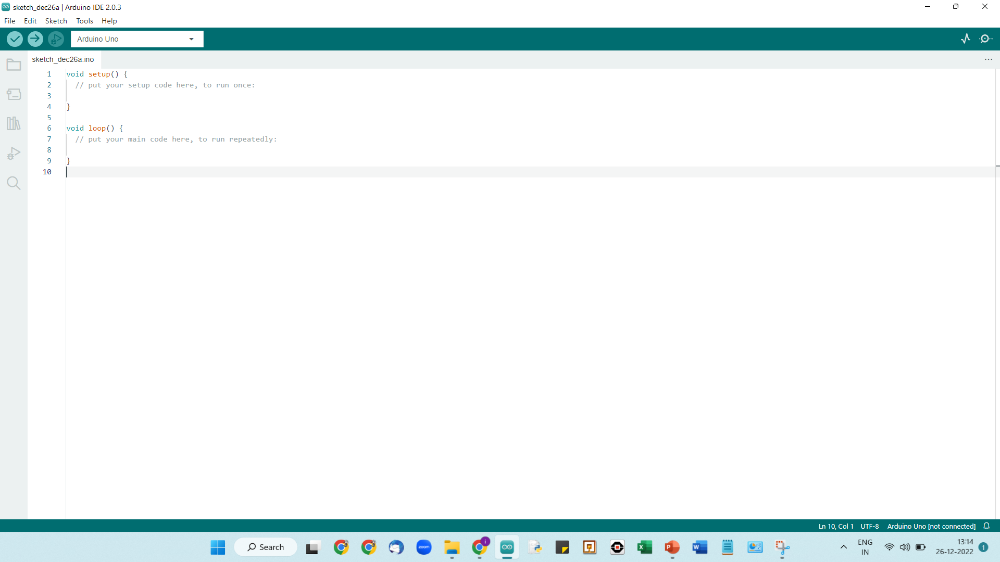 sketch_dec26a | Arduino IDE 2.0.3
File Edit Sketch Tools Help
Arduino Uno
sketch_dec26a.ino
1 void setup() {
2 // put your setup code here, to run once:
3
4 }
5
6 void loop() {
7 // put your main code here, to run repeatedly:
8
9 }
10
Ln 10, Col 1 UTF-8 Arduino Uno [not connected]
Search
zoom
i
X
P
W
ENG
IN
13:14
26-12-2022
1